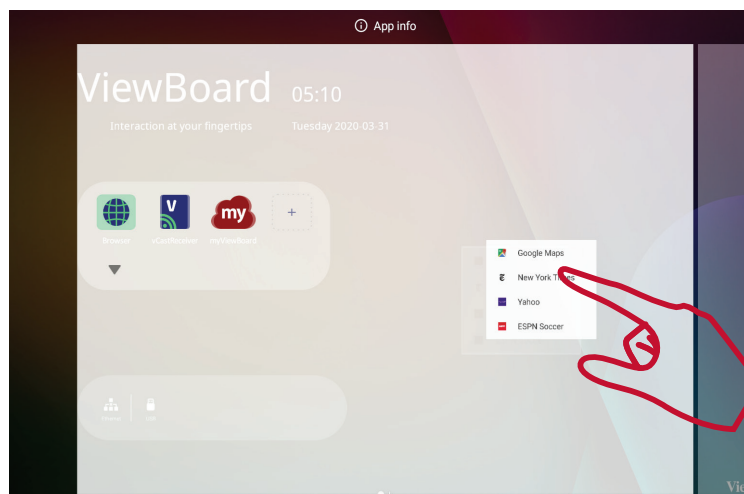 App info
ViewBoard 05:10
Interaction at your fingertips Tuesday 2020-03-31
V
my
+
Browser vCastReceiver myViewBoard
Google Maps
New York Times
Yahoo
ESPN Soccer
Vie